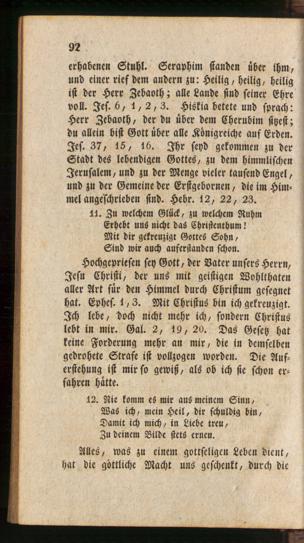 92
erhabenen Stuhl. Seraphim standen über ihm,
und einer rief dem andern zu: Heilig, heilig, heilig
ist der Herr Zebaoth; alle Lande sind seiner Ehre
voll. Jes. 6, 1, 2, 3. Hiskia betete und sprach:
Herr Zebaoth, der du über dem Cherubim sitzest;
du allein bist Gott über alle Königreiche auf Erden.
Jes. 37, 15, 16. Ihr seyd gekommen zu der
Stadt des lebendigen Gottes, zu dem himmlischen
Jerusalem, und zu der Menge vieler tausend Engel,
und zu der Gemeine der Erstgebornen, die im Him-
mel angeschrieben sind. Hebr. 12, 22, 23.
11. Zu welchem Glück, zu welchem Ruhm
Erhebt uns nicht das Christenthum!
Mit dir gekreuzigt Gottes Sohn,
Sind wir auch auferstanden schon.
Hochgepriesen sey Gott, der Vater unsers Herrn,
Jesu Christi, der uns mit geistigen Wohlthaten
aller Art für den Himmel durch Christum gesegnet
hat. Ephes. 1, 3. Mit Christus bin ich gekreuzigt.
Ich lebe, doch nicht mehr ich, sondern Christus
lebt in mir. Gal. 2, 19, 20. Das Gesetz hat
keine Forderung mehr an mir, die in demselben
gedrohete Strafe ist vollzogen worden. Die Auf-
erstehung ist mir so gewiß, als ob ich sie schon er-
fahren hätte.
12. Nie komm es mir aus meinem Sinn,
Was ich, mein Heil, dir schuldig bin,
Damit ich mich, in Liebe treu,
Zu deinem Bilde stets erneu.
Alles, was zu einem gottseligen Leben dient,
hat die göttliche Macht uns geschenkt, durch die